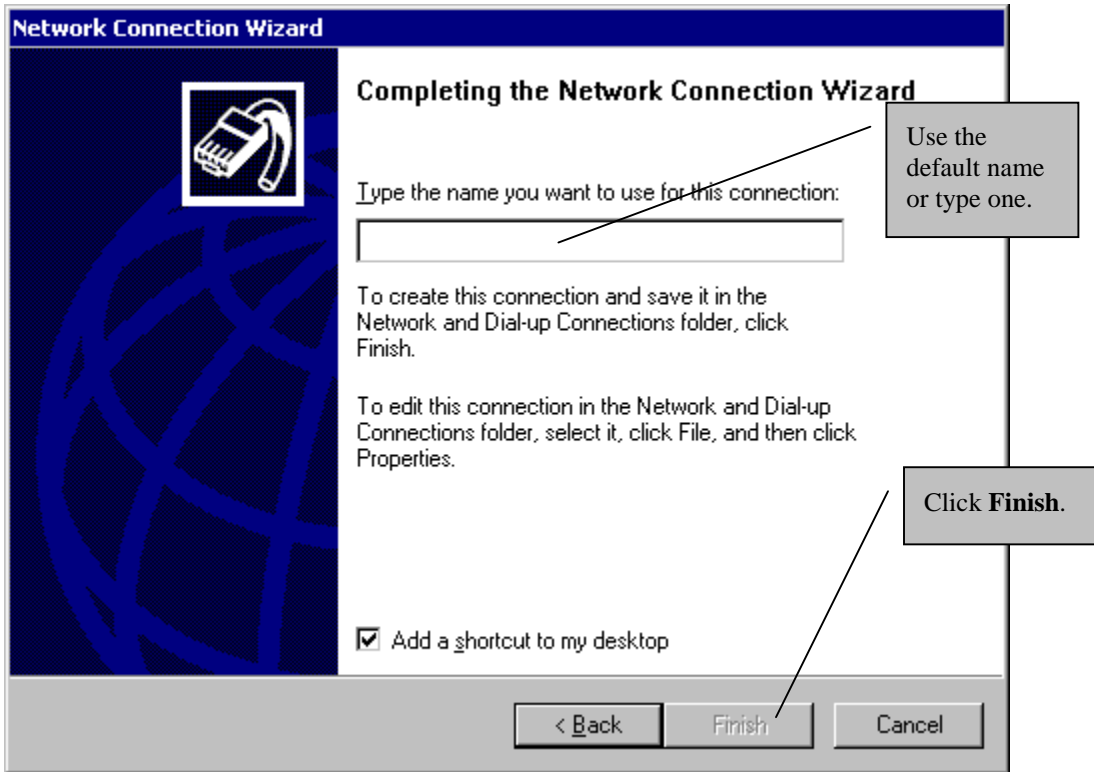 Network Connection Wizard
Completing the Network Connection Wizard
Use the
default name
or type one.
Type the name you want to use for this connection:
To create this connection and save it in the
Network and Dial-up Connections folder, click
Finish.
To edit this connection in the Network and Dial-up
Connections folder, select it, click File, and then click
Properties.
Click Finish.
Add a shortcut to my desktop
< Back
Finish
Cancel